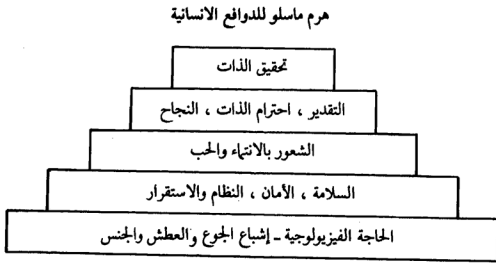 هرم ماسلو للدوافع الانسانية
تحقيق الذات
التقدير ، احترام الذات ، النجاح
الشعور بالانتماء والحب
السلامة ، الأمان ، النظام والاستقرار
الحاجة الفيزيولوجية - إشباع الجوع والعطش والجنس